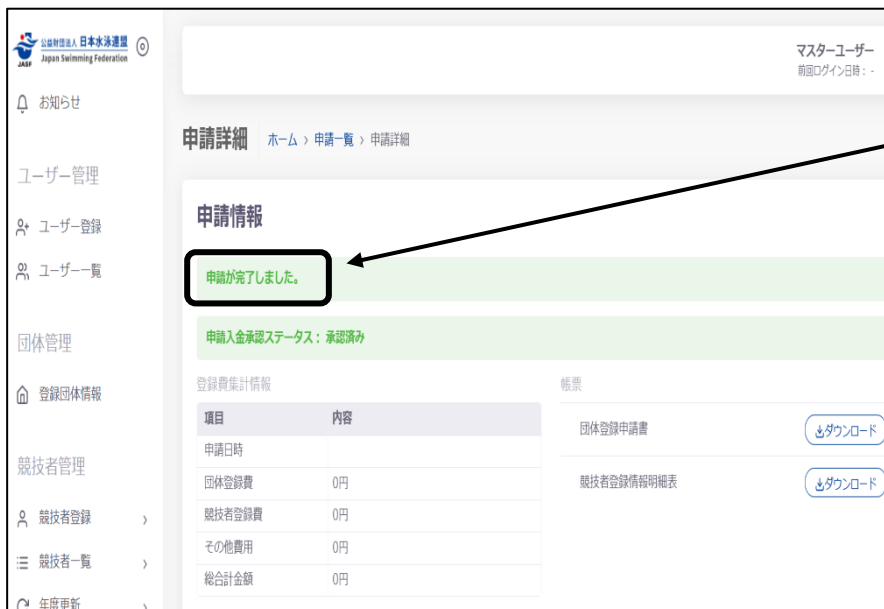 公益財団法人 日本水泳連盟
Japan Swimming Federation
JASF
お知らせ
ユーザー管理
ユーザー登録
ユーザー一覧
団体管理
登録団体情報
競技者管理
競技者登録
競技者一覧
年度更新
マスターユーザー
前回ログイン日時： -
申請詳細 ホーム › 申請一覧 › 申請詳細
申請情報
申請が完了しました。
申請入金承認ステータス： 承認済み
登録費集計情報
項目 内容
申請日時
団体登録費 0円
競技者登録費 0円
その他費用 0円
総合計金額 0円
帳票
団体登録申請書 ダウンロード
競技者登録情報明細表 ダウンロード